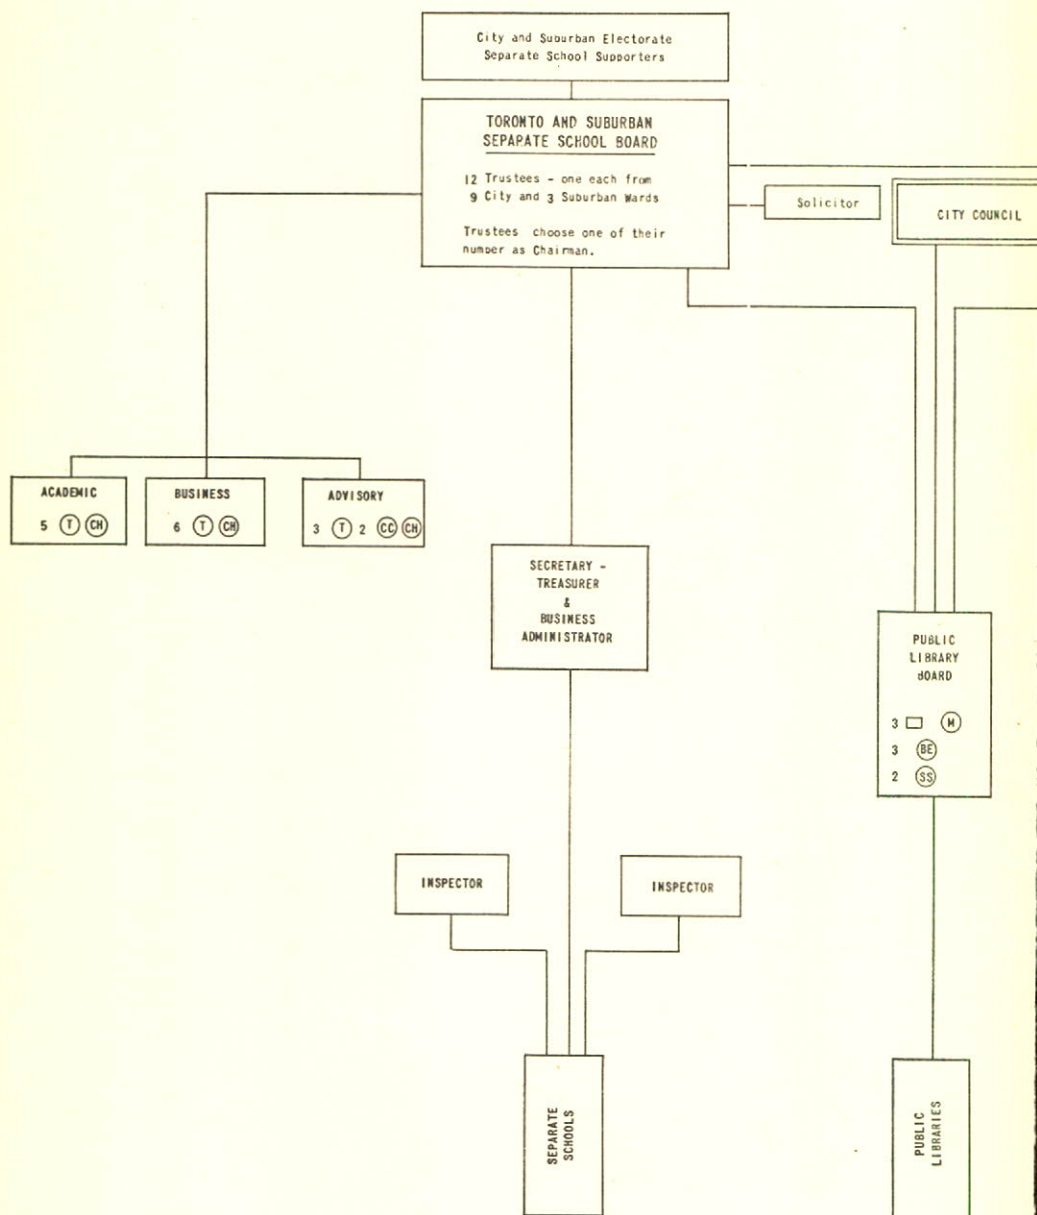 City and Suburban Electorate
Separate School Supporters
TORONTO AND SUBURBAN
SEPARATE SCHOOL BOARD
12 Trustees - one each from
9 City and 3 Suburban Wards
Trustees choose one of their
number as Chairman.
Solicitor
CITY COUNCIL
ACADEMIC
5 T CH
BUSINESS
6 T CH
ADVISORY
3 T 2 CC CH
SECRETARY -
TREASURER
&
BUSINESS
ADMINISTRATOR
PUBLIC
LIBRARY
BOARD
3 M
3 BE
2 SS
INSPECTOR
INSPECTOR
SEPARATE
SCHOOLS
PUBLIC
LIBRARIES